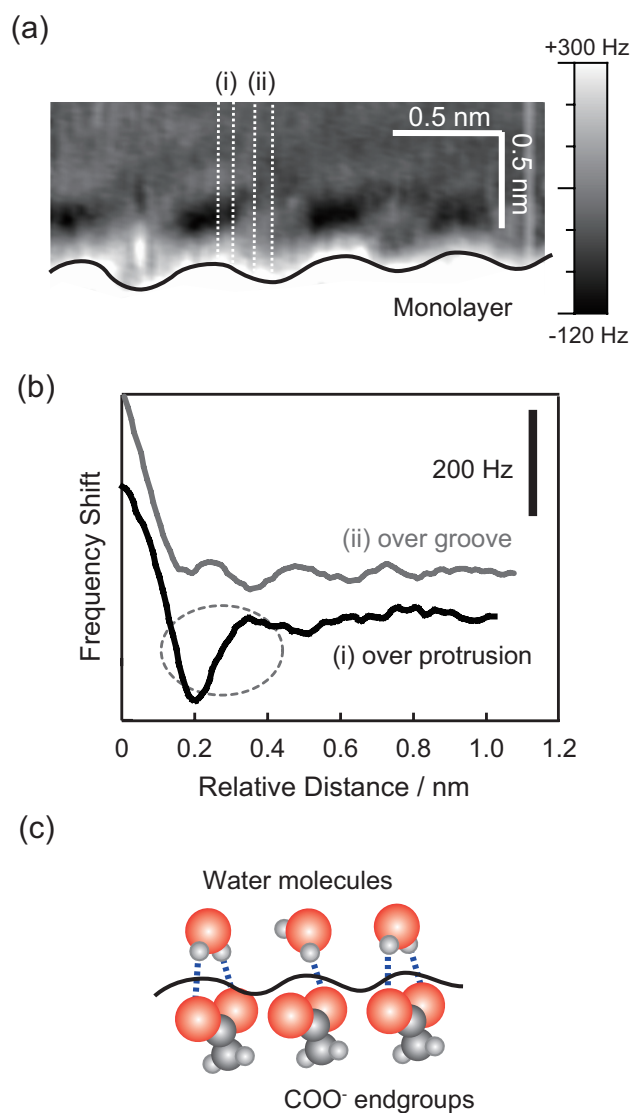 (a)
+300 Hz
(i) (ii)
0.5 nm
0.5 nm
Monolayer
-120 Hz
(b)
Frequency Shift
200 Hz
(ii) over groove
(i) over protrusion
0 0.2 0.4 0.6 0.8 1.0 1.2
Relative Distance / nm
(c)
Water molecules
COO⁻ endgroups